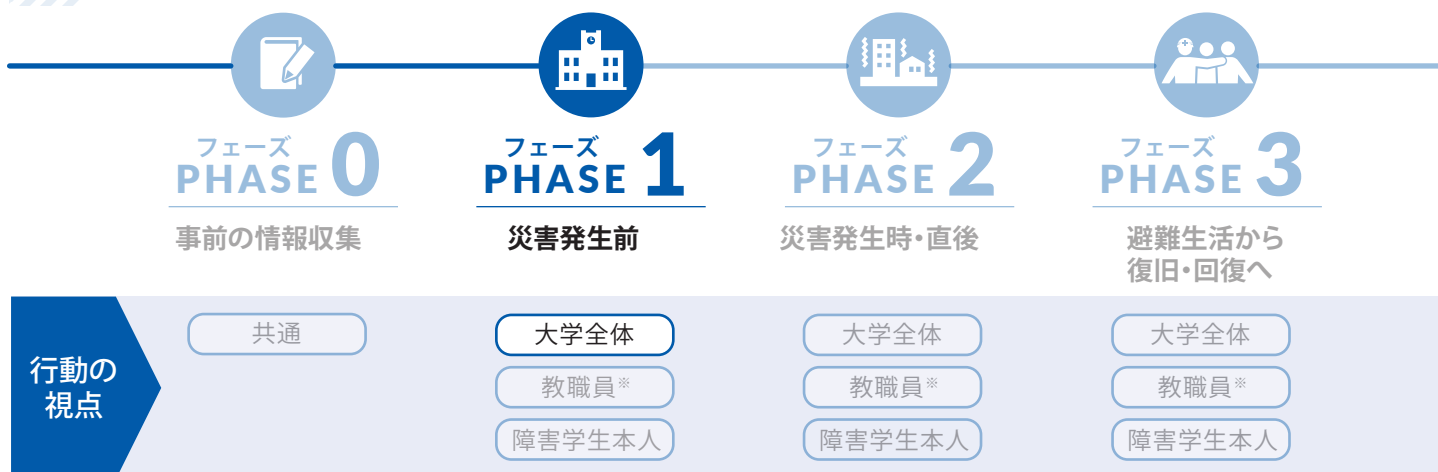 フェーズ
PHASE 0
事前の情報収集
フェーズ
PHASE 1
災害発生前
フェーズ
PHASE 2
災害発生時・直後
フェーズ
PHASE 3
避難生活から
復旧・回復へ
行動の
視点
共通
大学全体
教職員※
障害学生本人
大学全体
教職員※
障害学生本人
大学全体
教職員※
障害学生本人